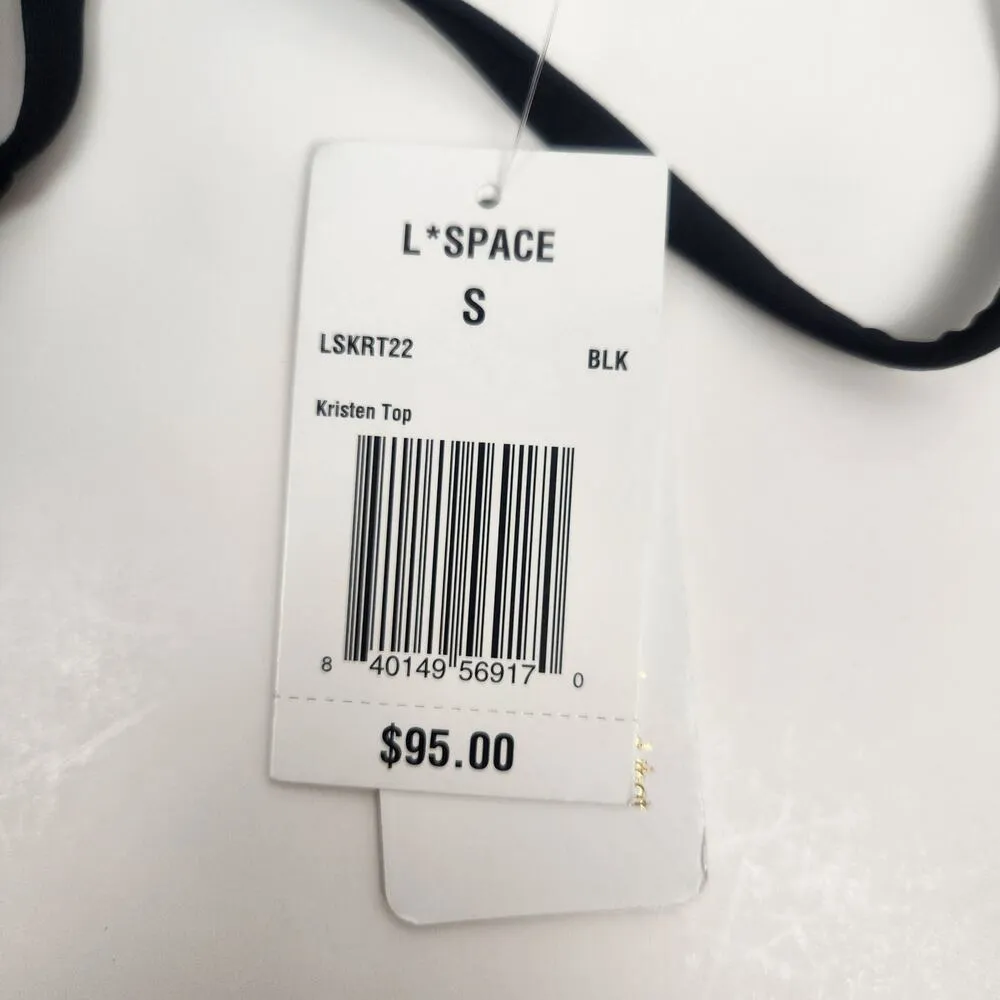 L*SPACE
S
LSKRT22 BLK
Kristen Top
8 40149 56917 0
$95.00